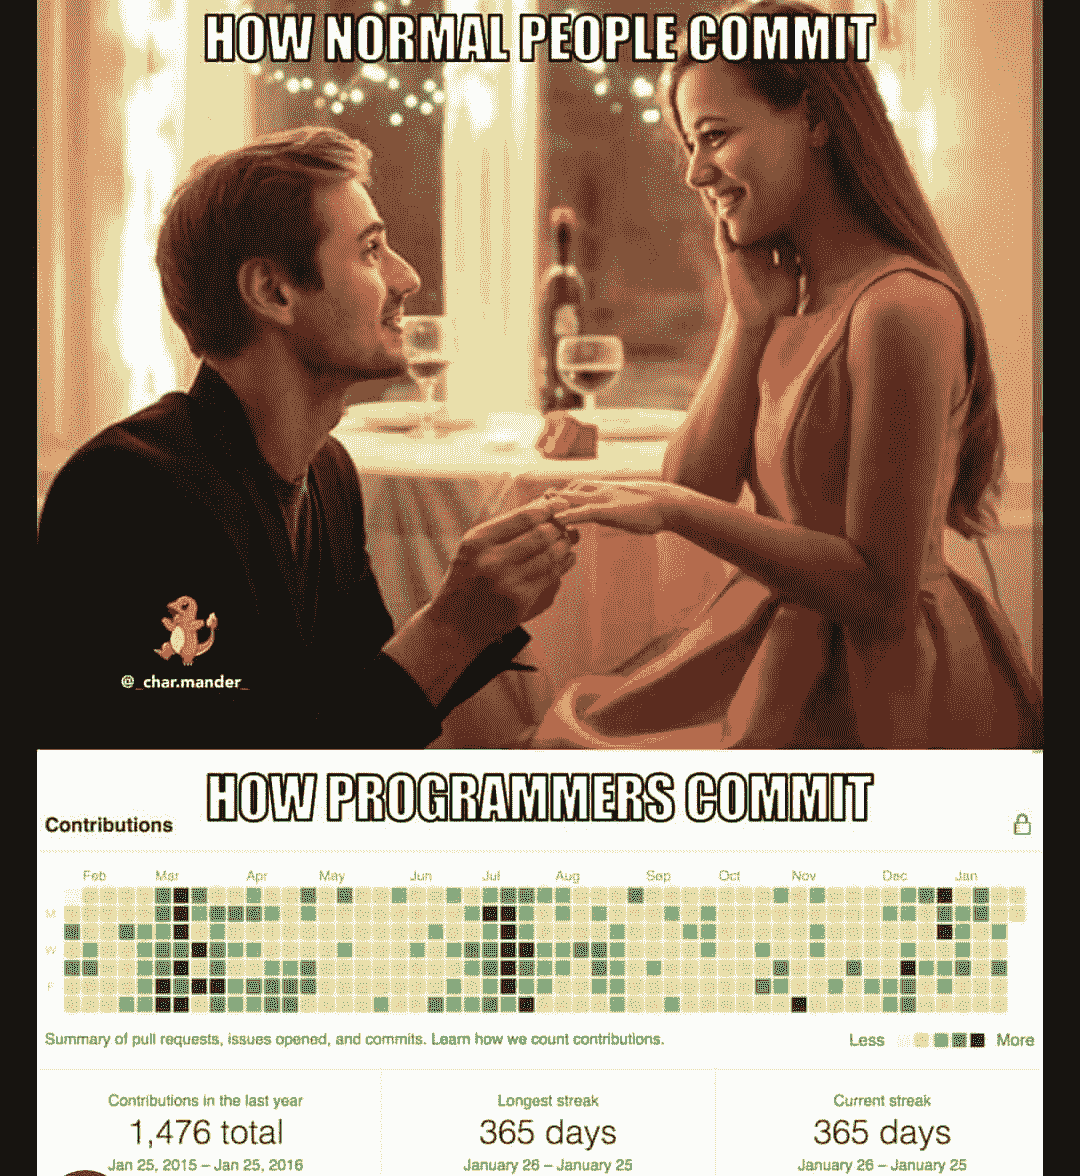 HOW NORMAL PEOPLE COMMIT
@_char.mander_
HOW PROGRAMMERS COMMIT
Contributions
Feb Mar Apr May Jun Jul Aug Sep Oct Nov Dec Jan
M
W
F
Summary of pull requests, issues opened, and commits. Learn how we count contributions.
Less More
Contributions in the last year
1,476 total
Jan 25, 2015 – Jan 25, 2016
Longest streak
365 days
January 26 – January 25
Current streak
365 days
January 26 – January 25